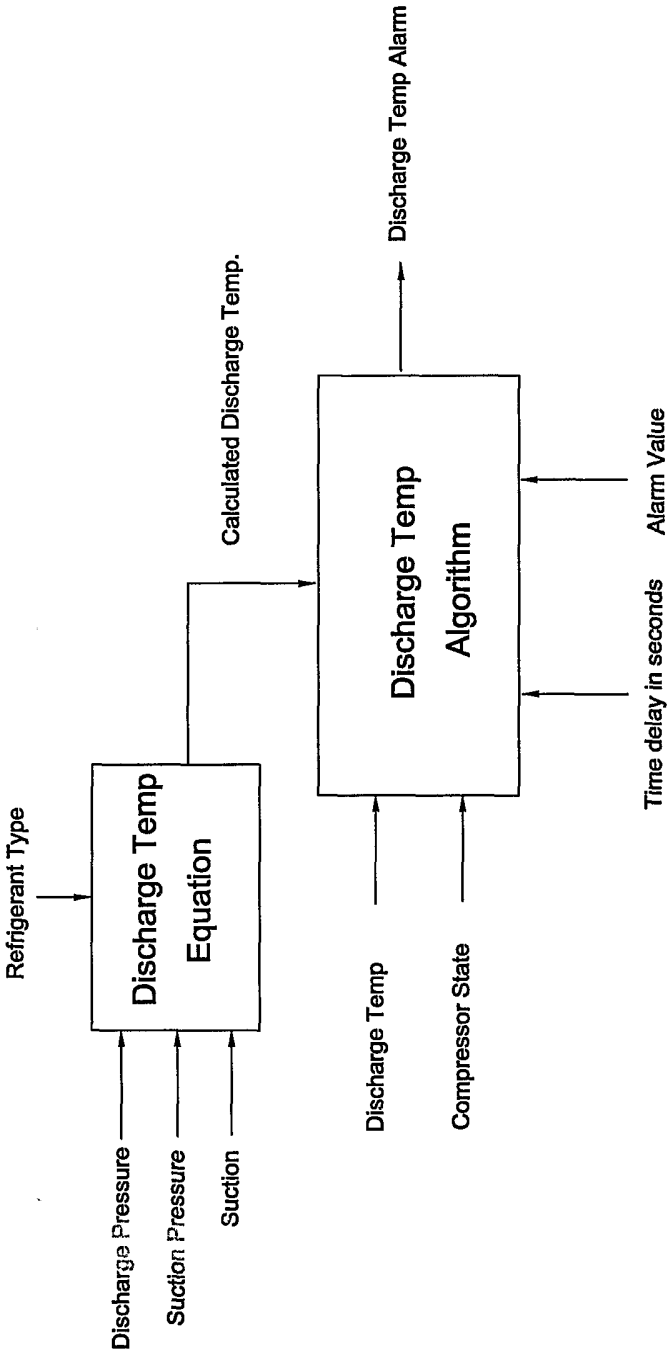 Refrigerant Type
Discharge Pressure
Suction Pressure
Suction
Discharge Temp
Equation
Calculated Discharge Temp.
Discharge Temp
Compressor State
Discharge Temp
Algorithm
Discharge Temp Alarm
Time delay in seconds
Alarm Value